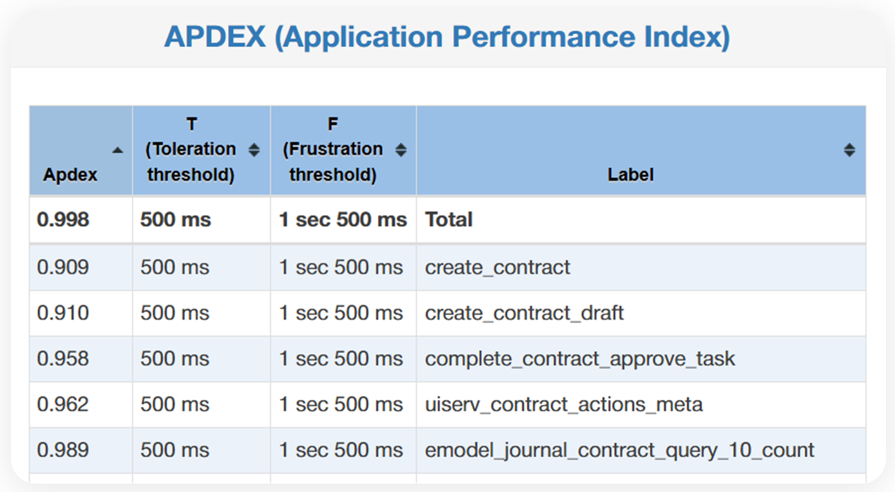 APDEX (Application Performance Index)
Apdex T (Toleration threshold) F (Frustration threshold) Label
0.998 500 ms 1 sec 500 ms Total
0.909 500 ms 1 sec 500 ms create_contract
0.910 500 ms 1 sec 500 ms create_contract_draft
0.958 500 ms 1 sec 500 ms complete_contract_approve_task
0.962 500 ms 1 sec 500 ms uiserv_contract_actions_meta
0.989 500 ms 1 sec 500 ms emodel_journal_contract_query_10_count